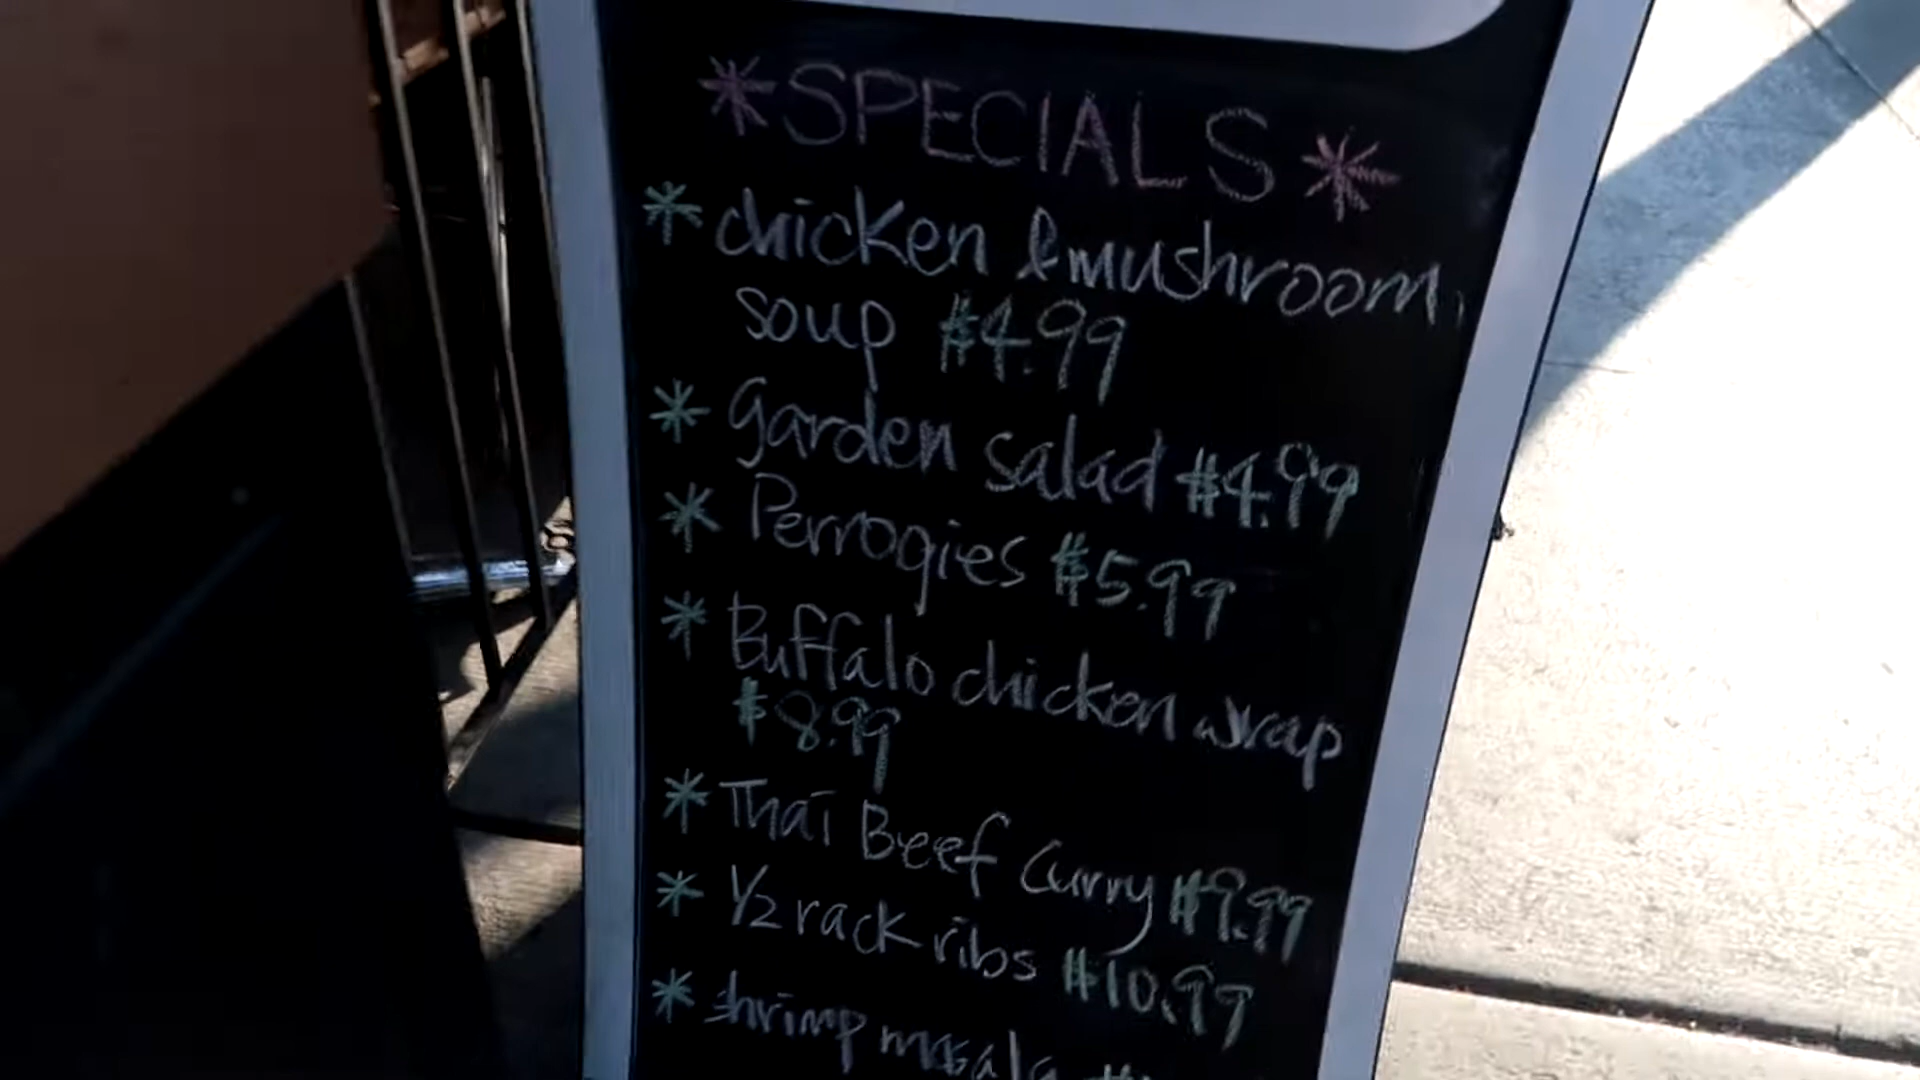 *SPECIALS*
* chicken & mushroom
soup $4.99
* Garden salad $4.99
* Perrogies $5.99
* Buffalo chicken wrap
$8.99
* Thai Beef Curry $9.99
* 1/2 rack ribs $10.99
* shrimp masala